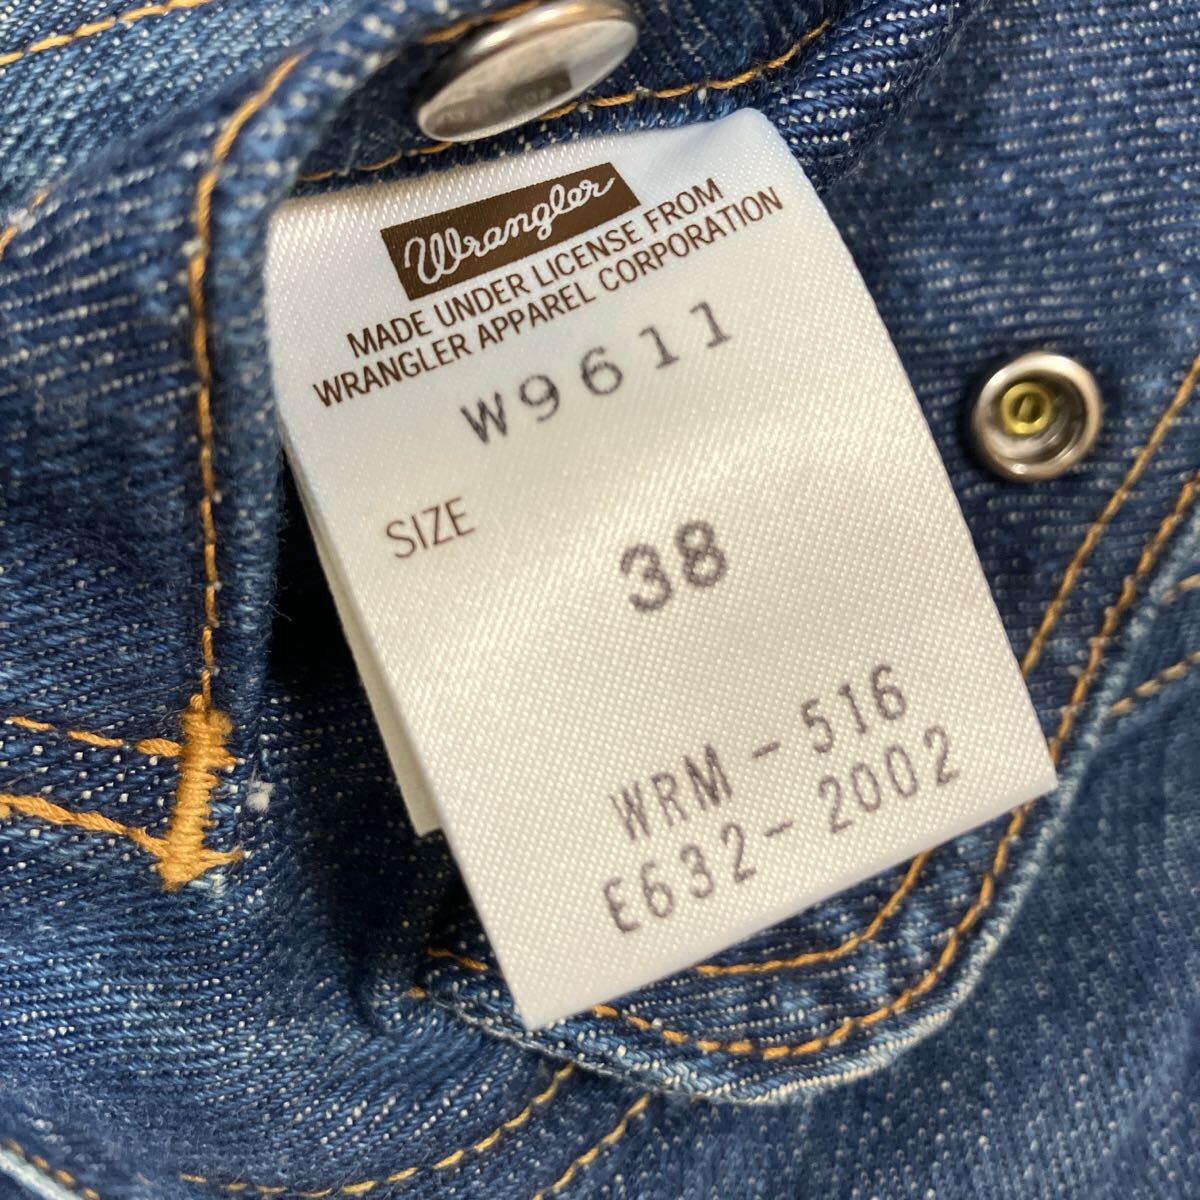 Wrangler
MADE UNDER LICENSE FROM
WRANGLER APPAREL CORPORATION
W9611
SIZE
38
WRM-516
E632-2002